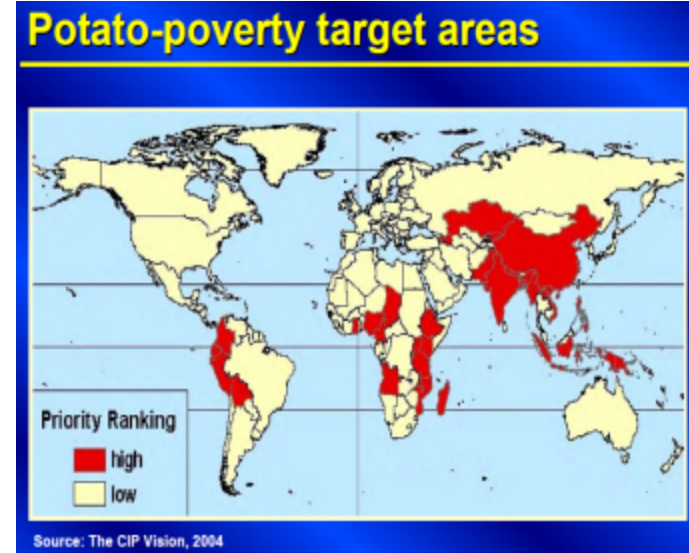 Potato-poverty target areas
Priority Ranking
high
low
Source: The CIP Vision, 2004